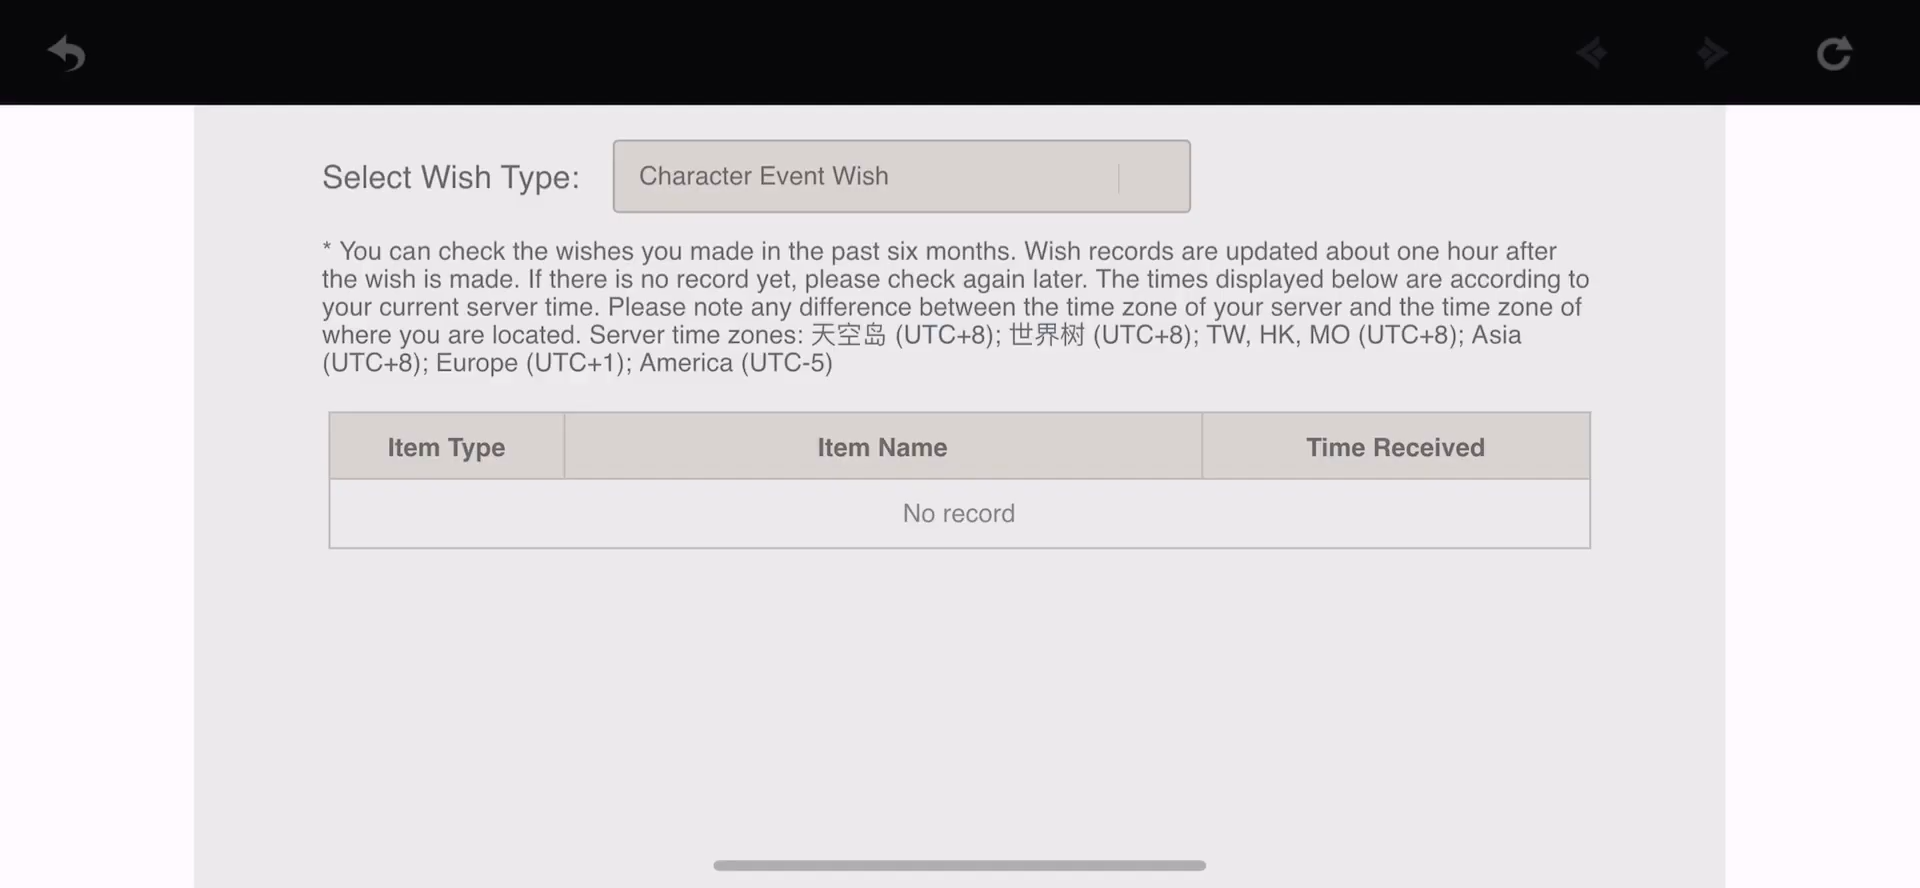 Select Wish Type:
Character Event Wish
* You can check the wishes you made in the past six months. Wish records are updated about one hour after
the wish is made. If there is no record yet, please check again later. The times displayed below are according to
your current server time. Please note any difference between the time zone of your server and the time zone of
where you are located. Server time zones: 天空岛 (UTC+8); 世界树 (UTC+8); TW, HK, MO (UTC+8); Asia
(UTC+8); Europe (UTC+1); America (UTC-5)
Item Type Item Name Time Received
No record